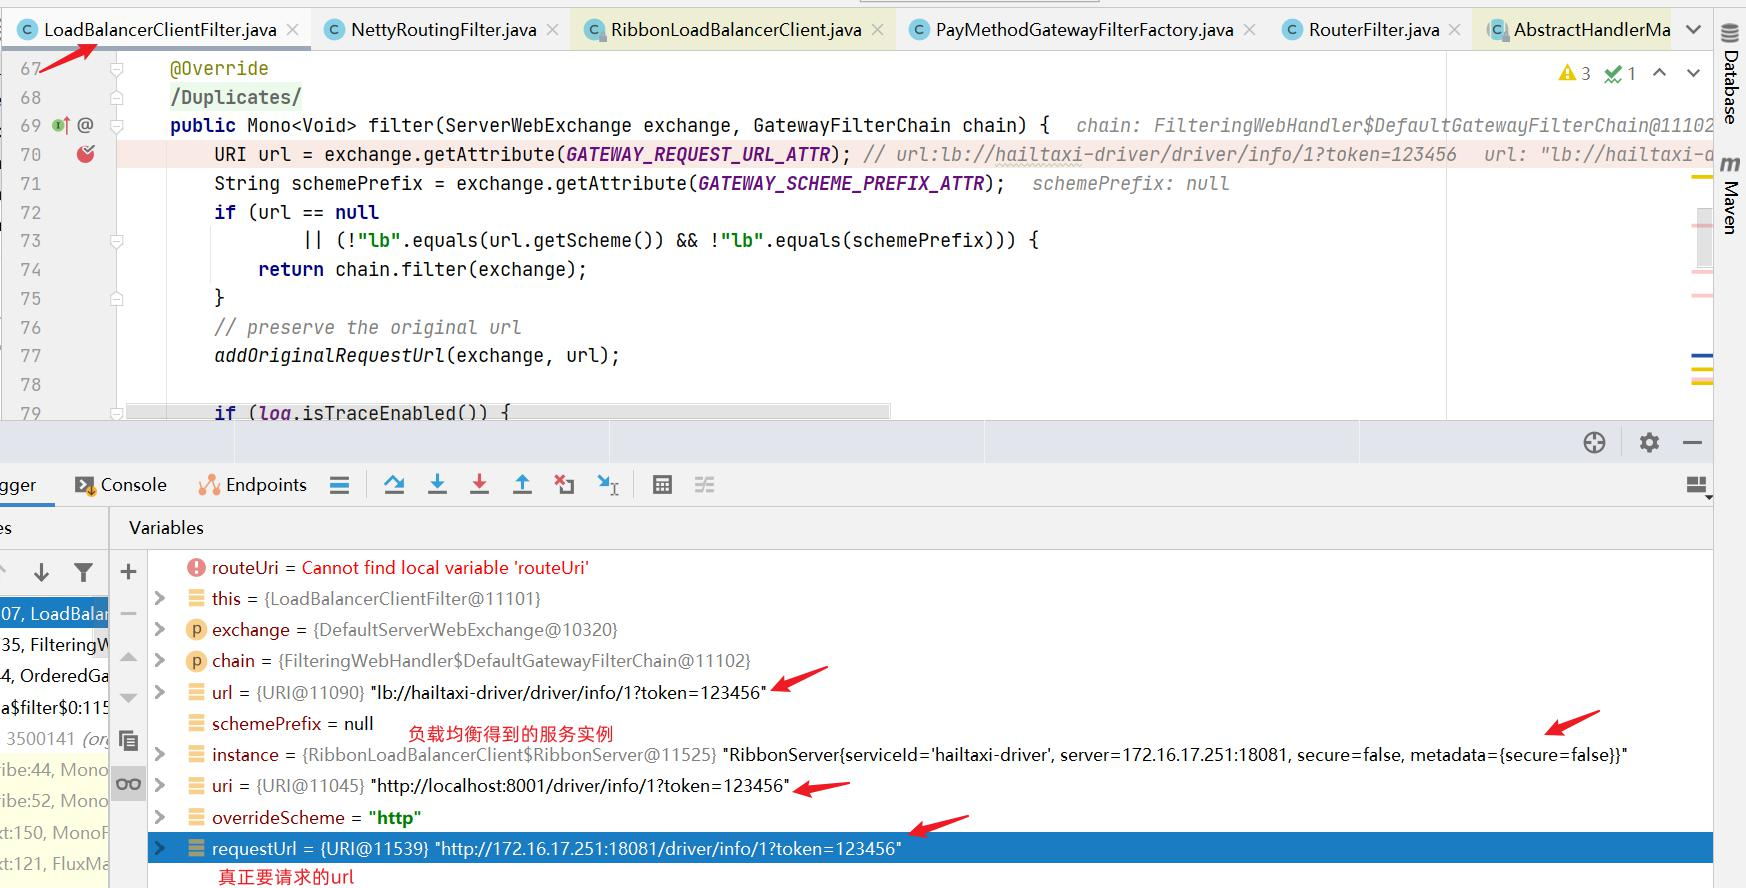 LoadBalancerClientFilter.java NettyRoutingFilter.java RibbonLoadBalancerClient.java PayMethodGatewayFilterFactory.java RouterFilter.java AbstractHandlerMa
67 @Override
68 /Duplicates/
69 public Mono<Void> filter(ServerWebExchange exchange, GatewayFilterChain chain) { chain: FilteringWebHandler$DefaultGatewayFilterChain@11102
70 URI url = exchange.getAttribute(GATEWAY_REQUEST_URL_ATTR); // url:lb://hailtaxi-driver/driver/info/1?token=123456 url: "lb://hailtaxi-d
71 String schemePrefix = exchange.getAttribute(GATEWAY_SCHEME_PREFIX_ATTR); schemePrefix: null
72 if (url == null
73 || (!"lb".equals(url.getScheme()) && !"lb".equals(schemePrefix))) {
74 return chain.filter(exchange);
75 }
76 // preserve the original url
77 addOriginalRequestUrl(exchange, url);
78
79 if (log.isTraceEnabled()) {
3 1
Database
Maven
gger Console Endpoints
es Variables
routeUri = Cannot find local variable 'routeUri'
this = {LoadBalancerClientFilter@11101}
exchange = {DefaultServerWebExchange@10320}
chain = {FilteringWebHandler$DefaultGatewayFilterChain@11102}
url = {URI@11090} "lb://hailtaxi-driver/driver/info/1?token=123456"
schemePrefix = null
负载均衡得到的服务实例
instance = {RibbonLoadBalancerClient$RibbonServer@11525} "RibbonServer{serviceId='hailtaxi-driver', server=172.16.17.251:18081, secure=false, metadata={secure=false}}"
uri = {URI@11045} "http://localhost:8001/driver/info/1?token=123456"
overrideScheme = "http"
requestUrl = {URI@11539} "http://172.16.17.251:18081/driver/info/1?token=123456"
真正要请求的url
07, LoadBalan
35, FilteringW
4, OrderedGa
a$filter$0:115
3500141 (or
ribe:44, Mono
ribe:52, Mono
xt:150, MonoF
xt:121, FluxMa